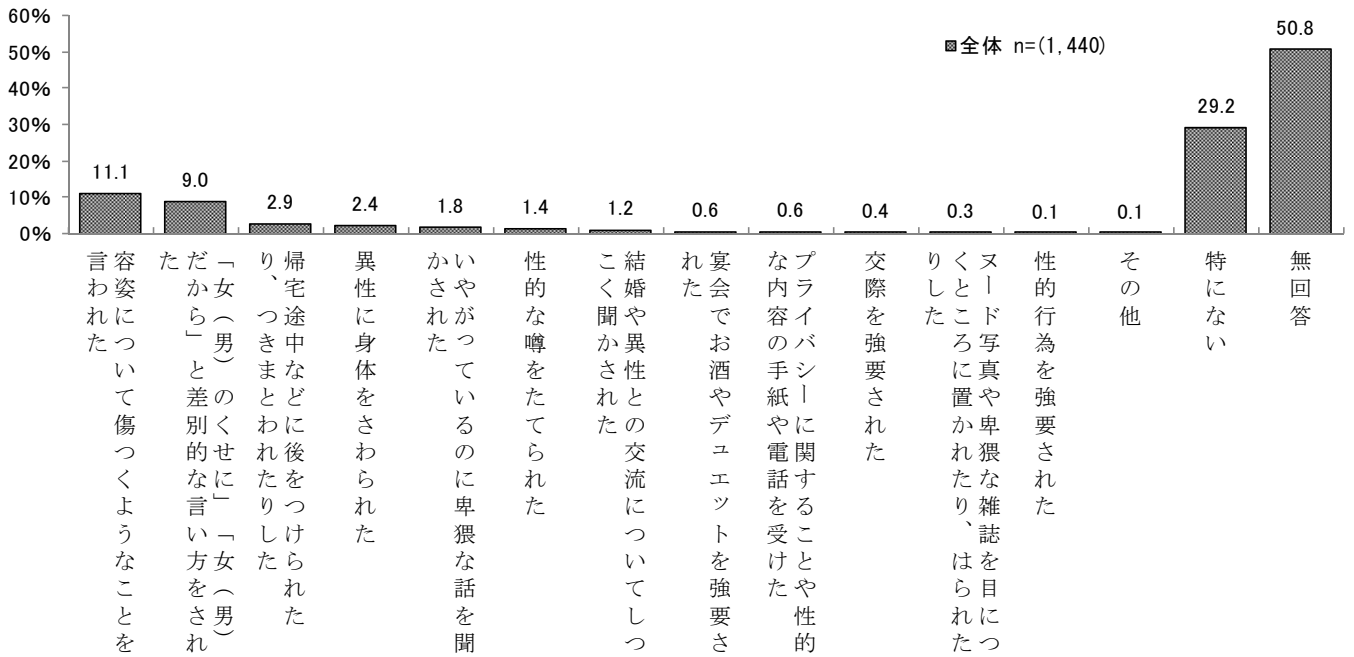 60%
50%
40%
30%
20%
10%
0%
■全体 n=(1,440)
11.1
9.0
2.9
2.4
1.8
1.4
1.2
0.6
0.6
0.4
0.3
0.1
0.1
29.2
50.8
容姿について傷つくようなことを
言われた
「女（男）のくせに」「女（男）
だから」と差別的な言い方をされ
た
帰宅途中などに後をつけられた
り、つきまとわれたりした
異性に身体をさわられた
いやがっているのに卑猥な話を聞
かされた
性的な噂をたてられた
結婚や異性との交流についてしつ
こく聞かされた
宴会でお酒やデュエットを強要さ
れた
プライバシーに関することや性的
な内容の手紙や電話を受けた
交際を強要された
ヌード写真や卑猥な雑誌を目につ
くところに置かれたり、はられた
りした
性的行為を強要された
その他
特にない
無回答